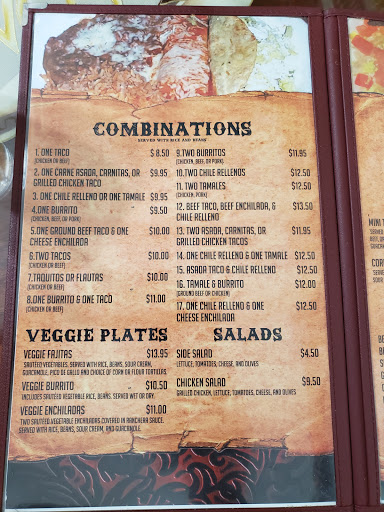 COMBINATIONS
SERVED WITH RICE AND BEANS
1. ONE TACO $ 8.50
(CHICKEN OR BEEF)
2. ONE CARNE ASADA, CARNITAS, OR $9.95
GRILLED CHICKEN TACO
3. ONE CHILE RELLENO OR ONE TAMALE $9.95
4.ONE BURRITO $9.50
(CHICKEN, BEEF, OR PORK)
5.ONE GROUND BEEF TACO & ONE $10.00
CHEESE ENCHILADA
6.TWO TACOS $10.00
(CHICKEN OR BEEF)
7.TAQUITOS OR FLAUTAS $10.00
(CHICKEN OR BEEF)
8.ONE BURRITO & ONE TACO $11.00
(CHICKEN OR BEEF)
9.TWO BURRITOS $11.95
(CHICKEN, BEEF, OR PORK)
10.TWO CHILE RELLENOS $12.50
11. TWO TAMALES $12.50
(CHICKEN, PORK)
12. BEEF TACO, BEEF ENCHILADA, & $13.50
CHILE RELLENO
13. TWO ASADA, CARNITAS, OR $11.95
GRILLED CHICKEN TACOS
14. ONE CHILE RELLENO & ONE TAMALE $12.50
15. ASADA TACO & CHILE RELLENO $12.50
16. TAMALE & BURRITO $12.00
(GROUND BEEF OR CHICKEN)
17. ONE CHILE RELLENO & ONE $12.50
CHEESE ENCHILADA
VEGGIE PLATES
VEGGIE FAJITAS $13.95
SAUTEED VEGETABLES, SERVED WITH RICE, BEANS, SOUR CREAM,
GUACAMOLE, PICO DE GALLO AND CHOICE OF CORN OR FLOUR TORTILLAS
VEGGIE BURRITO $10.50
INCLUDES SAUTEED VEGETABLE RICE, BEANS. SERVED WET OR DRY.
VEGGIE ENCHILADAS $11.00
TWO SAUTEED VEGETABLE ENCHILADAS COVERED IN RANCHERA SAUCE.
SERVED WITH RICE, BEANS, SOUR CREAM, AND GUACAMOLE.
SALADS
SIDE SALAD $4.50
LETTUCE, TOMATOES, CHEESE, AND OLIVES
CHICKEN SALAD $9.50
GRILLED CHICKEN, LETTUCE, TOMATOES, CHEESE, AND OLIVES
MINI T